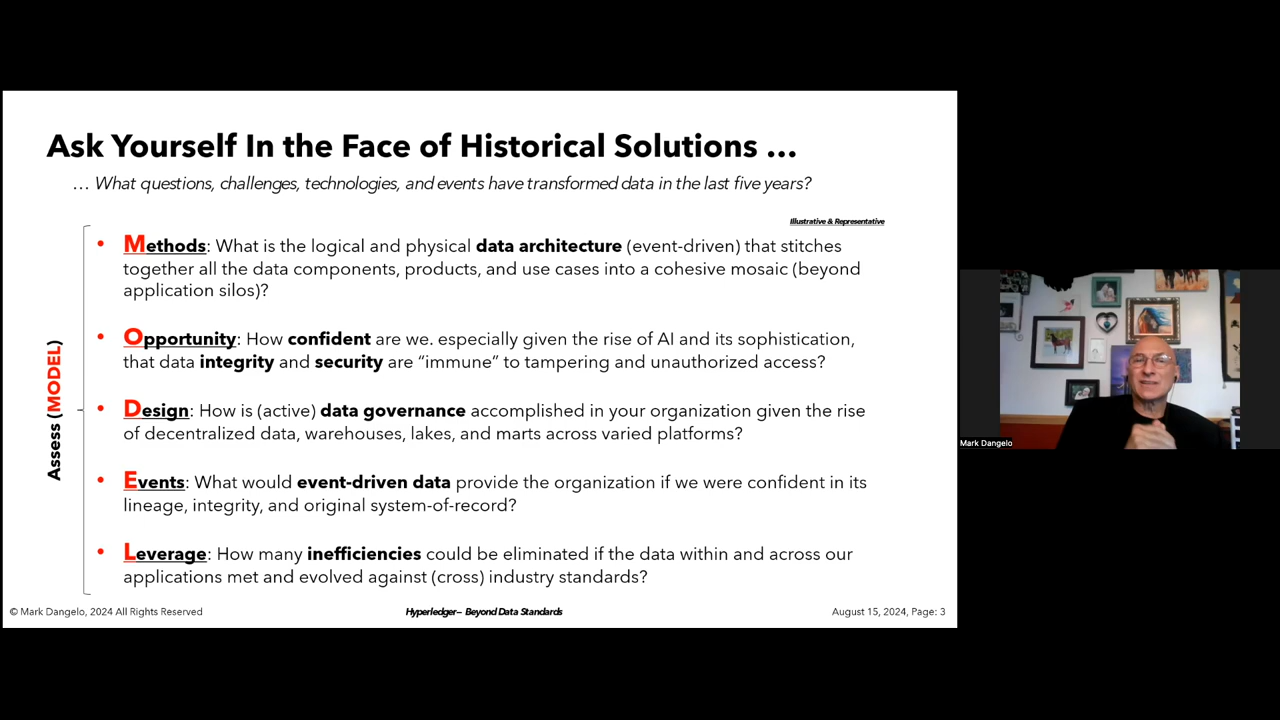 Ask Yourself In the Face of Historical Solutions ...
... What questions, challenges, technologies, and events have transformed data in the last five years?
Illustrative & Representative
Assess (MODEL)
• Methods: What is the logical and physical data architecture (event-driven) that stitches
together all the data components, products, and use cases into a cohesive mosaic (beyond
application silos)?
• Opportunity: How confident are we. especially given the rise of AI and its sophistication,
that data integrity and security are “immune” to tampering and unauthorized access?
• Design: How is (active) data governance accomplished in your organization given the rise
of decentralized data, warehouses, lakes, and marts across varied platforms?
• Events: What would event-driven data provide the organization if we were confident in its
lineage, integrity, and original system-of-record?
• Leverage: How many inefficiencies could be eliminated if the data within and across our
applications met and evolved against (cross) industry standards?
© Mark Dangelo, 2024 All Rights Reserved
Hyperledger– Beyond Data Standards
August 15, 2024, Page: 3
Mark Dangelo